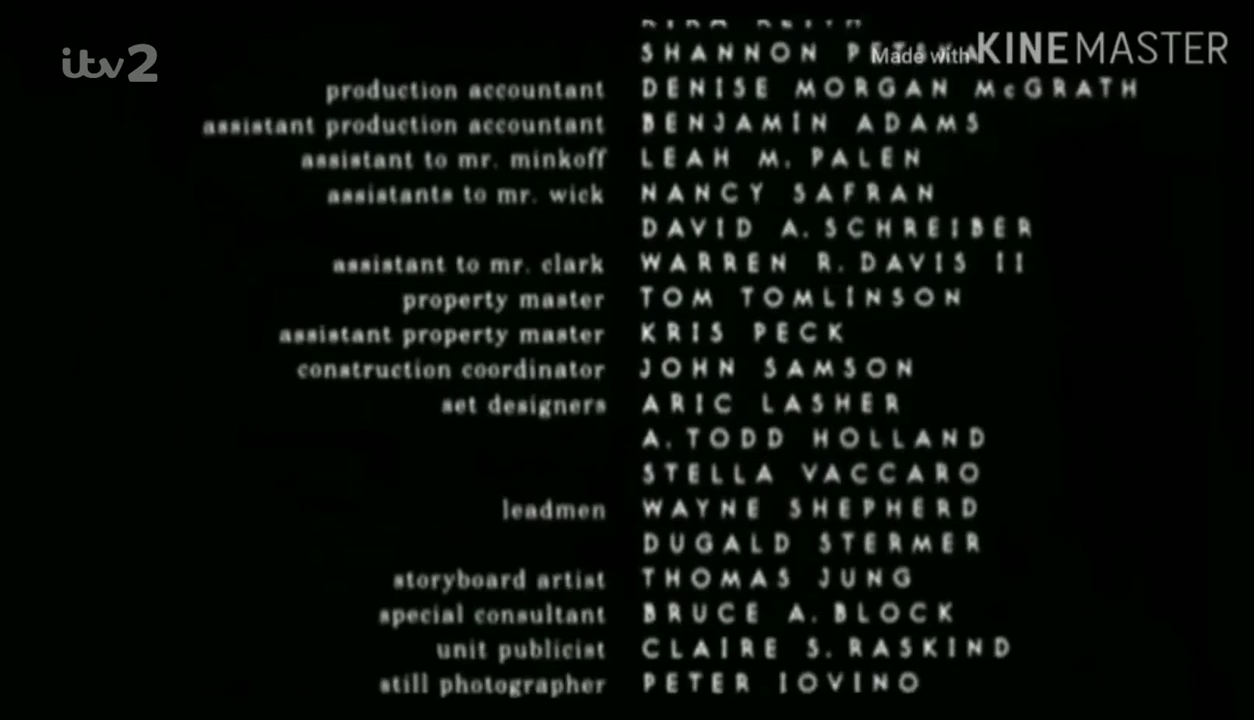 itv2
Made with KINEMASTER
KIRA KEITH
SHANNON
production accountant DENISE MORGAN McGRATH
assistant production accountant BENJAMIN ADAMS
assistant to mr. minkoff LEAH M. PALEN
assistants to mr. wick NANCY SAFRAN
DAVID A. SCHREIBER
assistant to mr. clark WARREN R. DAVIS II
property master TOM TOMLINSON
assistant property master KRIS PECK
construction coordinator JOHN SAMSON
set designers ARIC LASHER
A. TODD HOLLAND
STELLA VACCARO
leadmen WAYNE SHEPHERD
DUGALD STERMER
storyboard artist THOMAS JUNG
special consultant BRUCE A. BLOCK
unit publicist CLAIRE S. RASKIND
still photographer PETER IOVINO